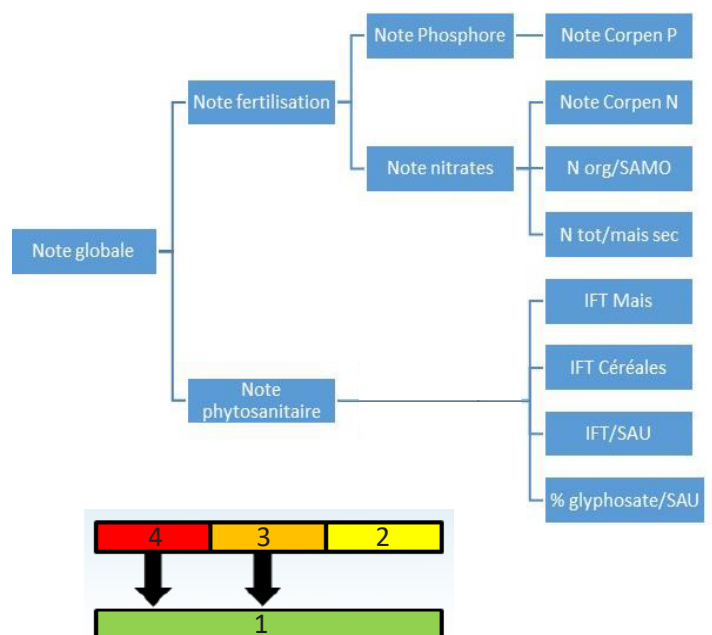 Note Phosphore
Note Corpen P
Note fertilisation
Note Corpen N
Note nitrates
N org/SAMO
N tot/mais sec
Note globale
IFT Mais
IFT Céréales
Note
phytosanitaire
IFT/SAU
% glyphosate/SAU
4
3
2
1